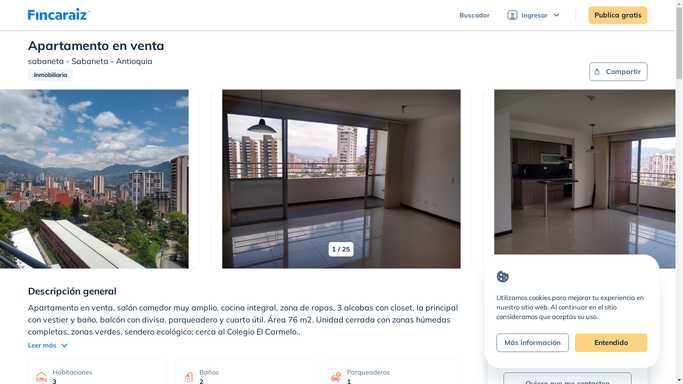 Fincaraiz
Buscador
Ingresar
Publica gratis
Apartamento en venta
sabaneta - Sabaneta - Antioquia
Inmobiliaria
Compartir
1 / 25
Descripción general
Apartamento en venta, salón comedor muy amplio, cocina integral, zona de ropas, 3 alcobas con closet, la principal
con vestier y baño, balcón con divisa, parqueadero y cuarto útil. Área 76 m2. Unidad cerrada con zonas húmedas
completas, zonas verdes, sendero ecológico; cerca al Colegio El Carmelo..
Leer más
Habitaciones
3
Baños
2
Parqueaderos
1
Utilizamos cookies para mejorar tu experiencia en
nuestro sitio web. Al continuar en el sitio
consideramos que aceptas su uso.
Más información
Entendido
Quiero que me contacten